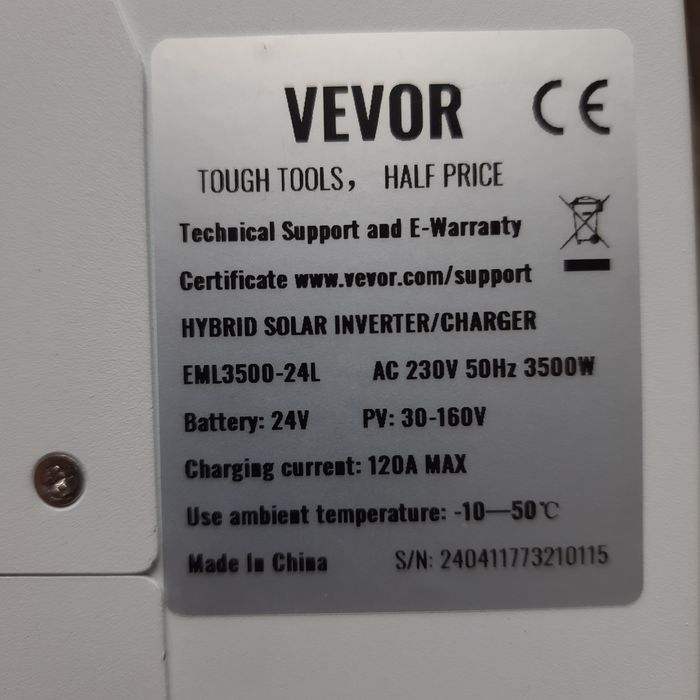 VEVOR CE
TOUGH TOOLS, HALF PRICE
Technical Support and E-Warranty
Certificate www.vevor.com/support
HYBRID SOLAR INVERTER/CHARGER
EML3500-24L AC 230V 50Hz 3500W
Battery: 24V PV: 30-160V
Charging current: 120A MAX
Use ambient temperature: -10—50℃
Made In China S/N: 240411773210115